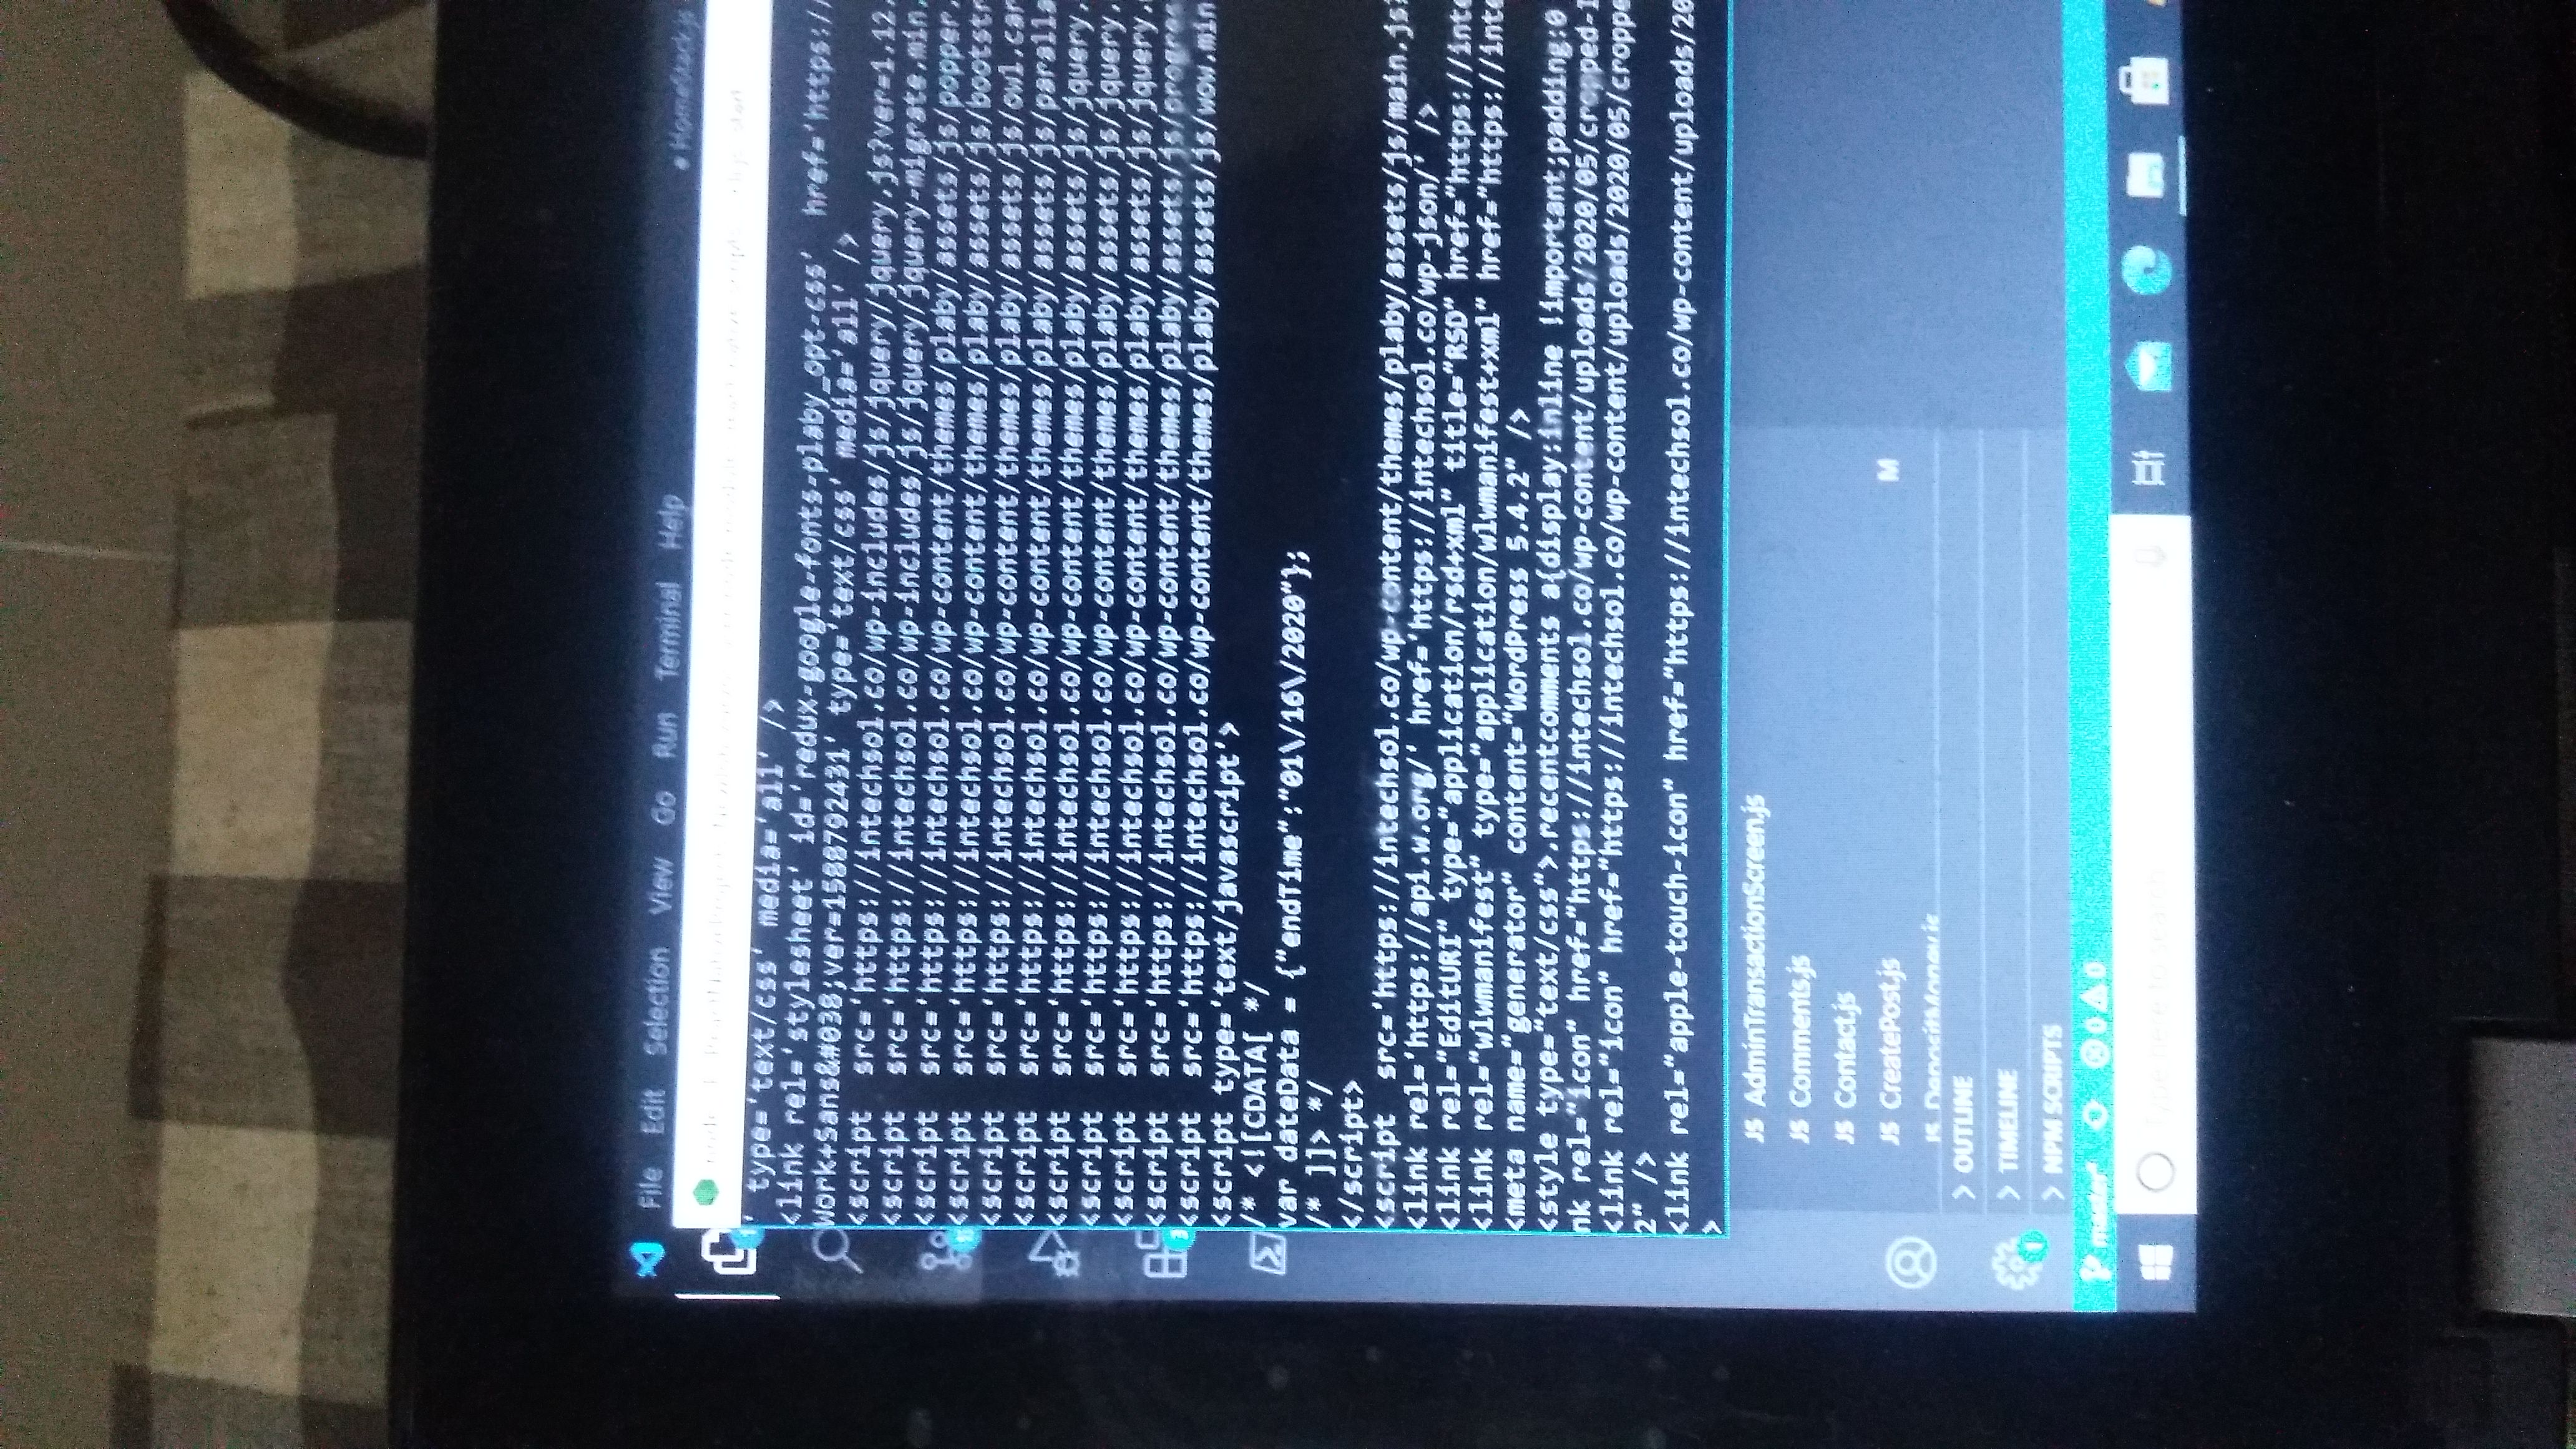 File Edit Selection View Go Run Terminal Help HomeStack.js
' type='text/css' media='all' />
<link rel='stylesheet' id='redux-google-fonts-plaby_opt-css' href='https://
Work+Sans&#038;ver=1588792431' type='text/css' media='all' />
<script src='https://intechsol.co/wp-includes/js/jquery/jquery.js?ver=1.12.
<script src='https://intechsol.co/wp-includes/js/jquery/jquery-migrate.min.
<script src='https://intechsol.co/wp-content/themes/plaby/assets/js/popper.
<script src='https://intechsol.co/wp-content/themes/plaby/assets/js/bootstr
<script src='https://intechsol.co/wp-content/themes/plaby/assets/js/owl.car
<script src='https://intechsol.co/wp-content/themes/plaby/assets/js/paralla
<script src='https://intechsol.co/wp-content/themes/plaby/assets/js/jquery.
<script src='https://intechsol.co/wp-content/themes/plaby/assets/js/jquery.
<script src='https://intechsol.co/wp-content/themes/plaby/assets/js/jquery.
<script src='https://intechsol.co/wp-content/themes/plaby/assets/js/progres
<script src='https://intechsol.co/wp-content/themes/plaby/assets/js/wow.min
<script type='text/javascript'>
/* <![CDATA[ */
var dateData = {"endTime":"01\/16\/2020"};
/* ]]> */
</script>
<script src='https://intechsol.co/wp-content/themes/plaby/assets/js/main.js?
<link rel='https://api.w.org/' href='https://intechsol.co/wp-json/' />
<link rel="EditURI" type="application/rsd+xml" title="RSD" href="https://inte
<link rel="wlwmanifest" type="application/wlwmanifest+xml" href="https://inte
<meta name="generator" content="WordPress 5.4.2" />
<style type="text/css">.recentcomments a{display:inline !important;padding:0
nk rel="icon" href="https://intechsol.co/wp-content/uploads/2020/05/cropped-I
<link rel="icon" href="https://intechsol.co/wp-content/uploads/2020/05/croppe
2" />
<link rel="apple-touch-icon" href="https://intechsol.co/wp-content/uploads/20
>
JS AdminTransactionScreen.js
JS Comments.js
JS Contact.js
JS CreatePost.js M
JS DepositMoney.js
> OUTLINE
> TIMELINE
> NPM SCRIPTS
master* 0 0
Type here to search